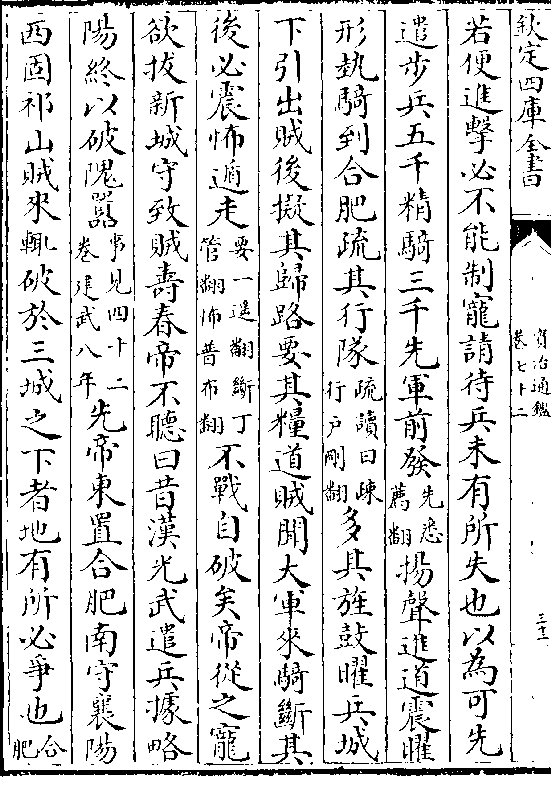 欽定四庫全書
資治通鑑
卷七十二
三十二
若便進擊必不能制寵請待兵未有所失也以為可先
遣步兵五千精騎三千先軍前發先悉薦翻揚聲進道震曜
形埶騎到合肥疏其行隊疏讀曰疎行戶剛翻多其旌鼓曜兵城
下引出賊後擬其歸路要其糧道賊聞大軍來騎斷其
後必震怖遁走要一遥翻斷丁管翻怖普布翻不戰自破矣帝從之寵
欲拔新城守致賊壽春帝不聽曰昔漢光武遣兵據略
陽終以破隗嚣事見四十二卷建武八年先帝東置合肥南守襄陽
西固祁山賊來輒破於三城之下者地有所必爭也合肥